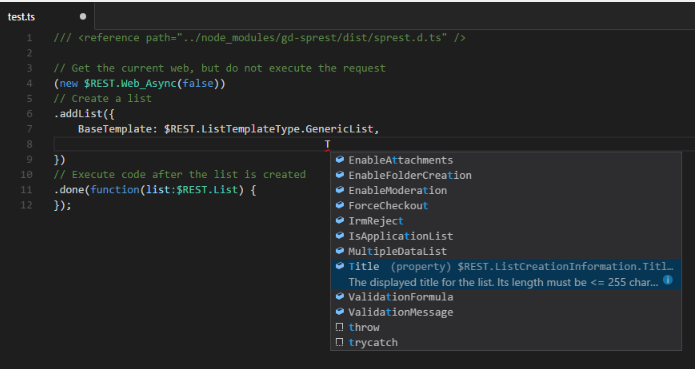 test.ts ●
1 /// <reference path="../node_modules/gd-sprest/dist/sprest.d.ts" />
2
3 // Get the current web, but do not execute the request
4 (new $REST.Web_Async(false))
5 // Create a list
6 .addList({
7 BaseTemplate: $REST.ListTemplateType.GenericList,
8 T
EnableAttachments
EnableFolderCreation
EnableModeration
ForceCheckout
IrmReject
IsApplicationList
MultipleDataList
Title (property) $REST.ListCreationInformation.Titl…
The displayed title for the list. Its length must be <= 255 char...
ValidationFormula
ValidationMessage
throw
trycatch
9 })
10 // Execute code after the list is created
11 .done(function(list:$REST.List) {
12 });